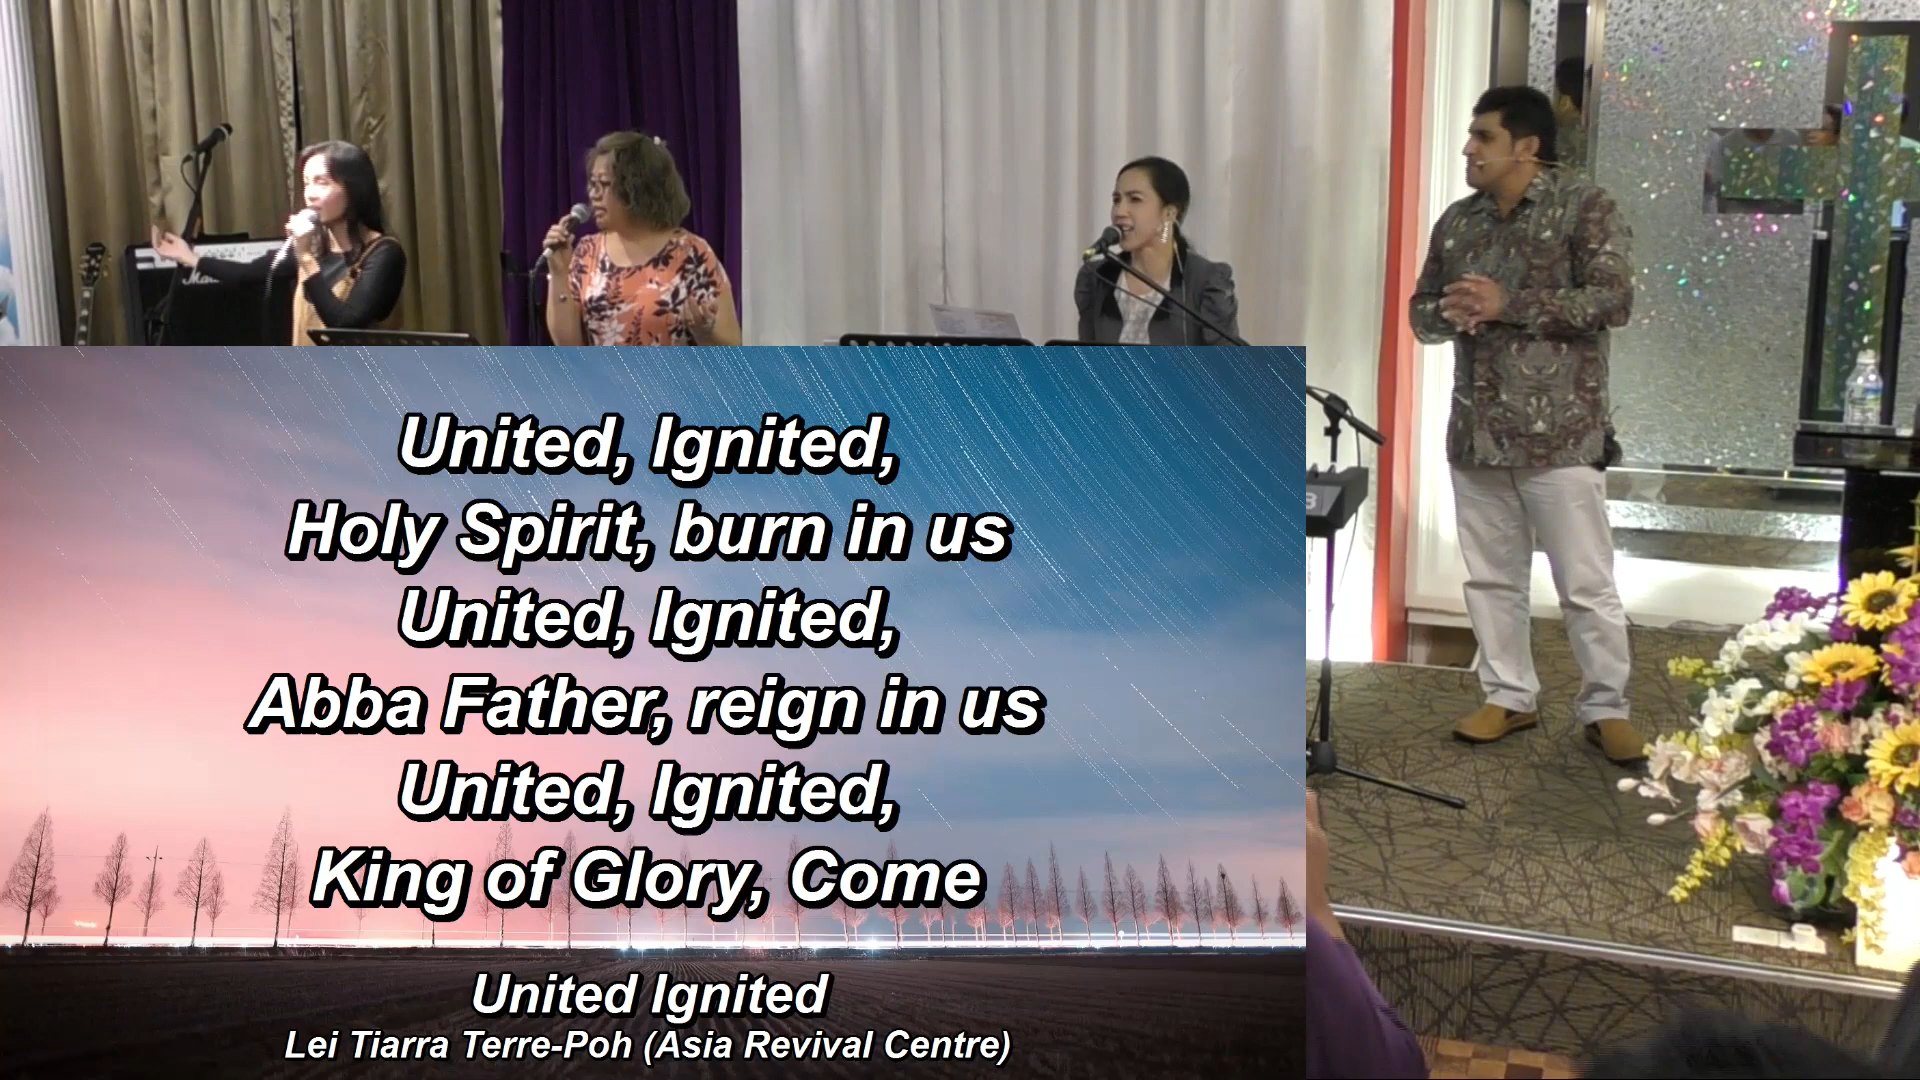 United, Ignited,
Holy Spirit, burn in us
United, Ignited,
Abba Father, reign in us
United, Ignited,
King of Glory, Come
United Ignited
Lei Tiarra Terre-Poh (Asia Revival Centre)